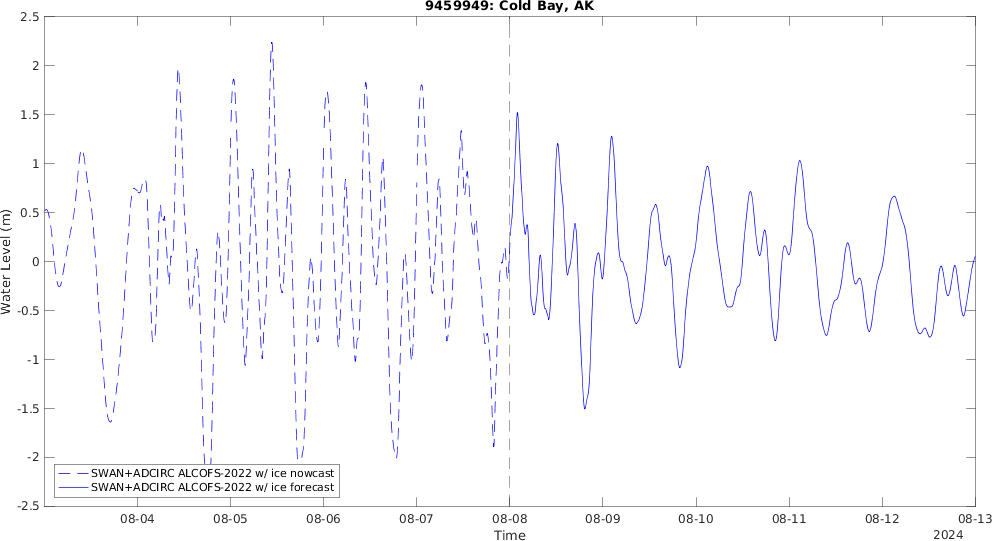 9459949: Cold Bay, AK
2.5
2
1.5
1
0.5
0
-0.5
-1
-1.5
-2
-2.5
Water Level (m)
SWAN+ADCIRC ALCOFS-2022 w/ ice nowcast
SWAN+ADCIRC ALCOFS-2022 w/ ice forecast
08-04 08-05 08-06 08-07 08-08 08-09 08-10 08-11 08-12 08-13
Time
2024